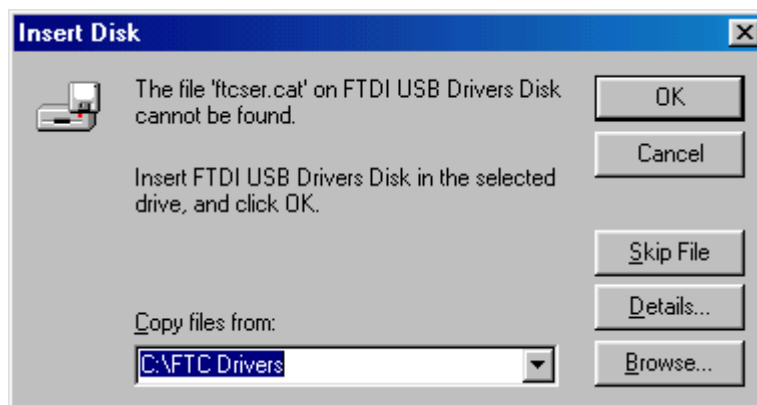 Insert Disk
The file 'ftcser.cat' on FTDI USB Drivers Disk
cannot be found.
Insert FTDI USB Drivers Disk in the selected
drive, and click OK.
Copy files from:
C:\FTC Drivers
OK
Cancel
Skip File
Details...
Browse...